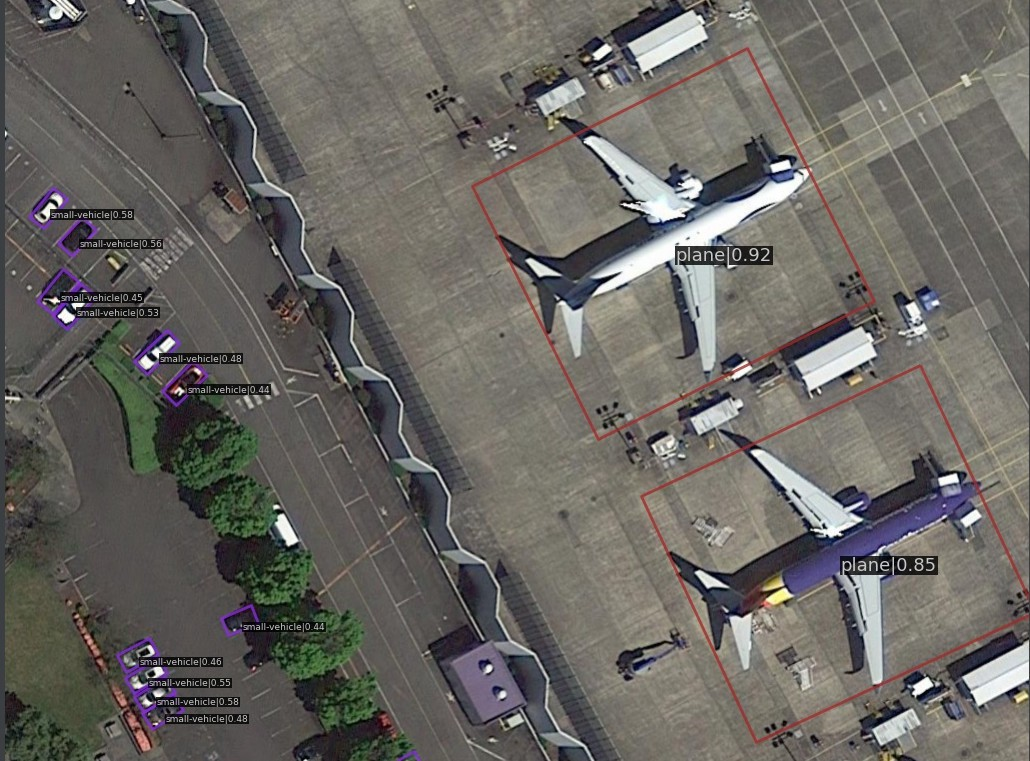 small-vehicle|0.58
small-vehicle|0.56
plane|0.92
small-vehicle|0.45
small-vehicle|0.53
small-vehicle|0.48
small-vehicle|0.44
plane|0.85
small-vehicle|0.44
small-vehicle|0.46
small-vehicle|0.55
small-vehicle|0.58
small-vehicle|0.48